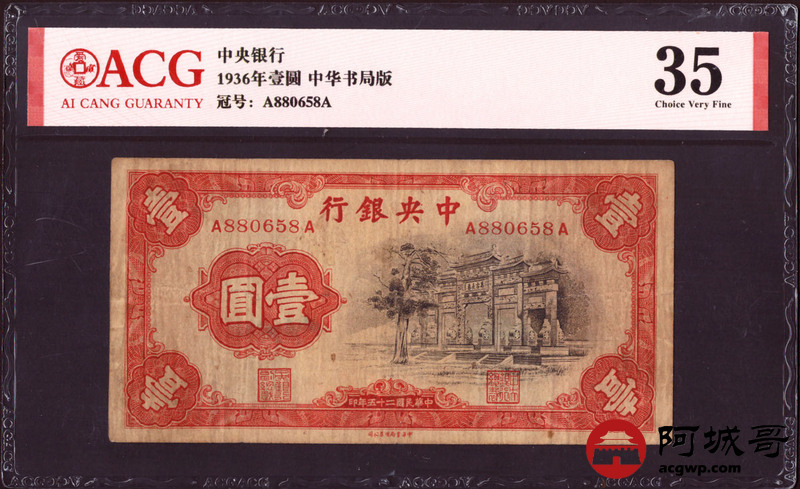 ACG
AI CANG GUARANTY
中央银行
1936年壹圆 中华书局版
冠号: A880658A
35
Choice Very Fine
行銀央中
A880658A
A880658A
壹
壹
圓壹
壹
壹
印年五十二國民華中
阿城哥
acgwp.com